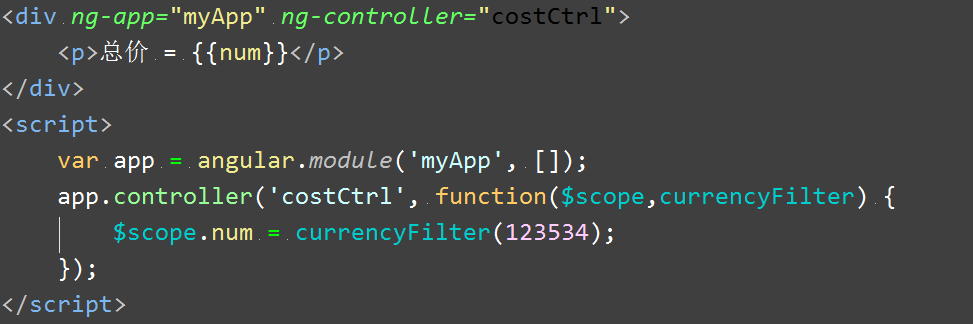 <div ng-app="myApp" ng-controller="costCtrl">
    <p>总价 = {{num}}</p>
</div>
<script>
    var app = angular.module('myApp', []);
    app.controller('costCtrl', function($scope,currencyFilter) {
        $scope.num = currencyFilter(123534);
    });
</script>